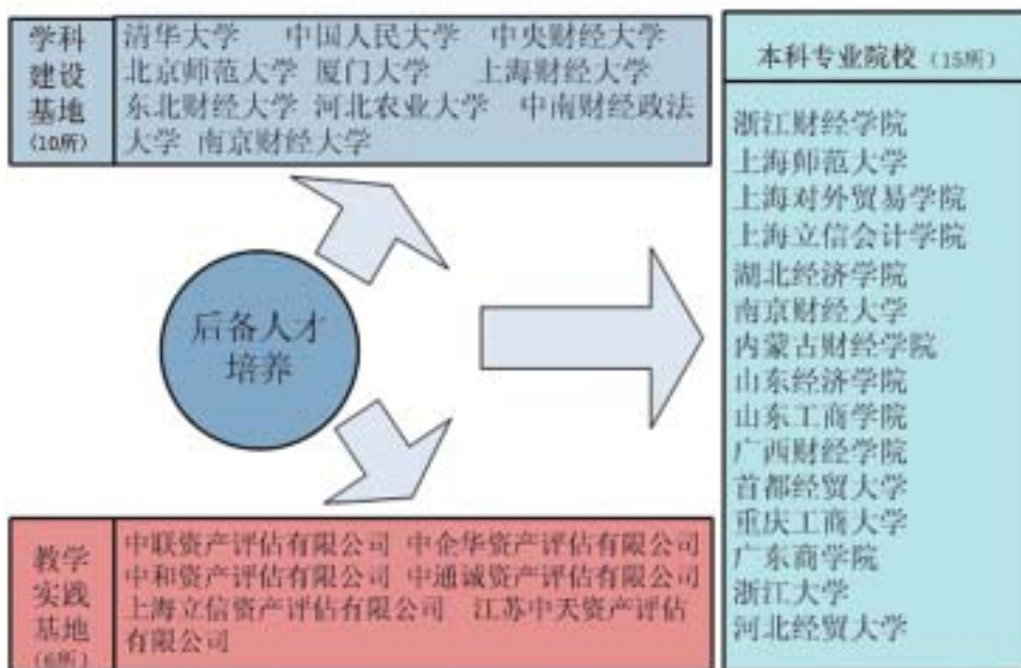 学科
建设
基地
(10所)
清华大学 中国人民大学 中央财经大学
北京师范大学 厦门大学 上海财经大学
东北财经大学 河北农业大学 中南财经政法
大学 南京财经大学
后备人才
培养
教学
实践
基地
(6所)
中联资产评估有限公司 中企华资产评估有限公司
中和资产评估有限公司 中通诚资产评估有限公司
上海立信资产评估有限公司 江苏中天资产评估
有限公司
本科专业院校 (15所)
浙江财经学院
上海师范大学
上海对外贸易学院
上海立信会计学院
湖北经济学院
南京财经大学
内蒙古财经学院
山东经济学院
山东工商学院
广西财经学院
首都经贸大学
重庆工商大学
广东商学院
浙江大学
河北经贸大学